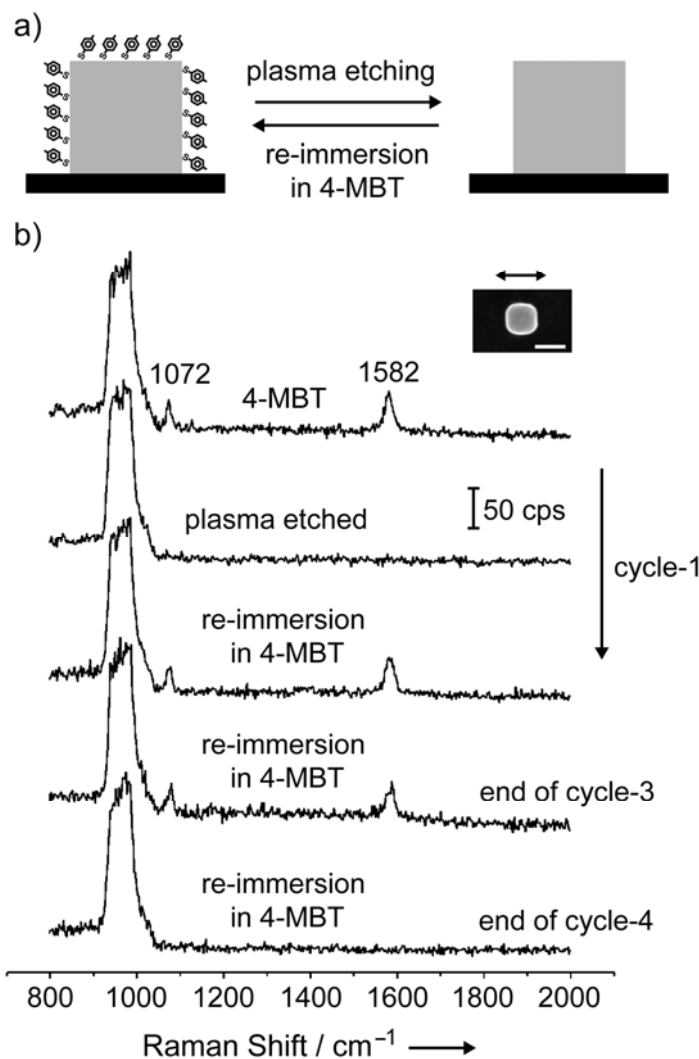 a)
plasma etching
re-immersion
in 4-MBT
b)
1072
1582
4-MBT
50 cps
plasma etched
cycle-1
re-immersion
in 4-MBT
re-immersion
in 4-MBT
end of cycle-3
re-immersion
in 4-MBT
end of cycle-4
800 1000 1200 1400 1600 1800 2000
Raman Shift / cm⁻¹